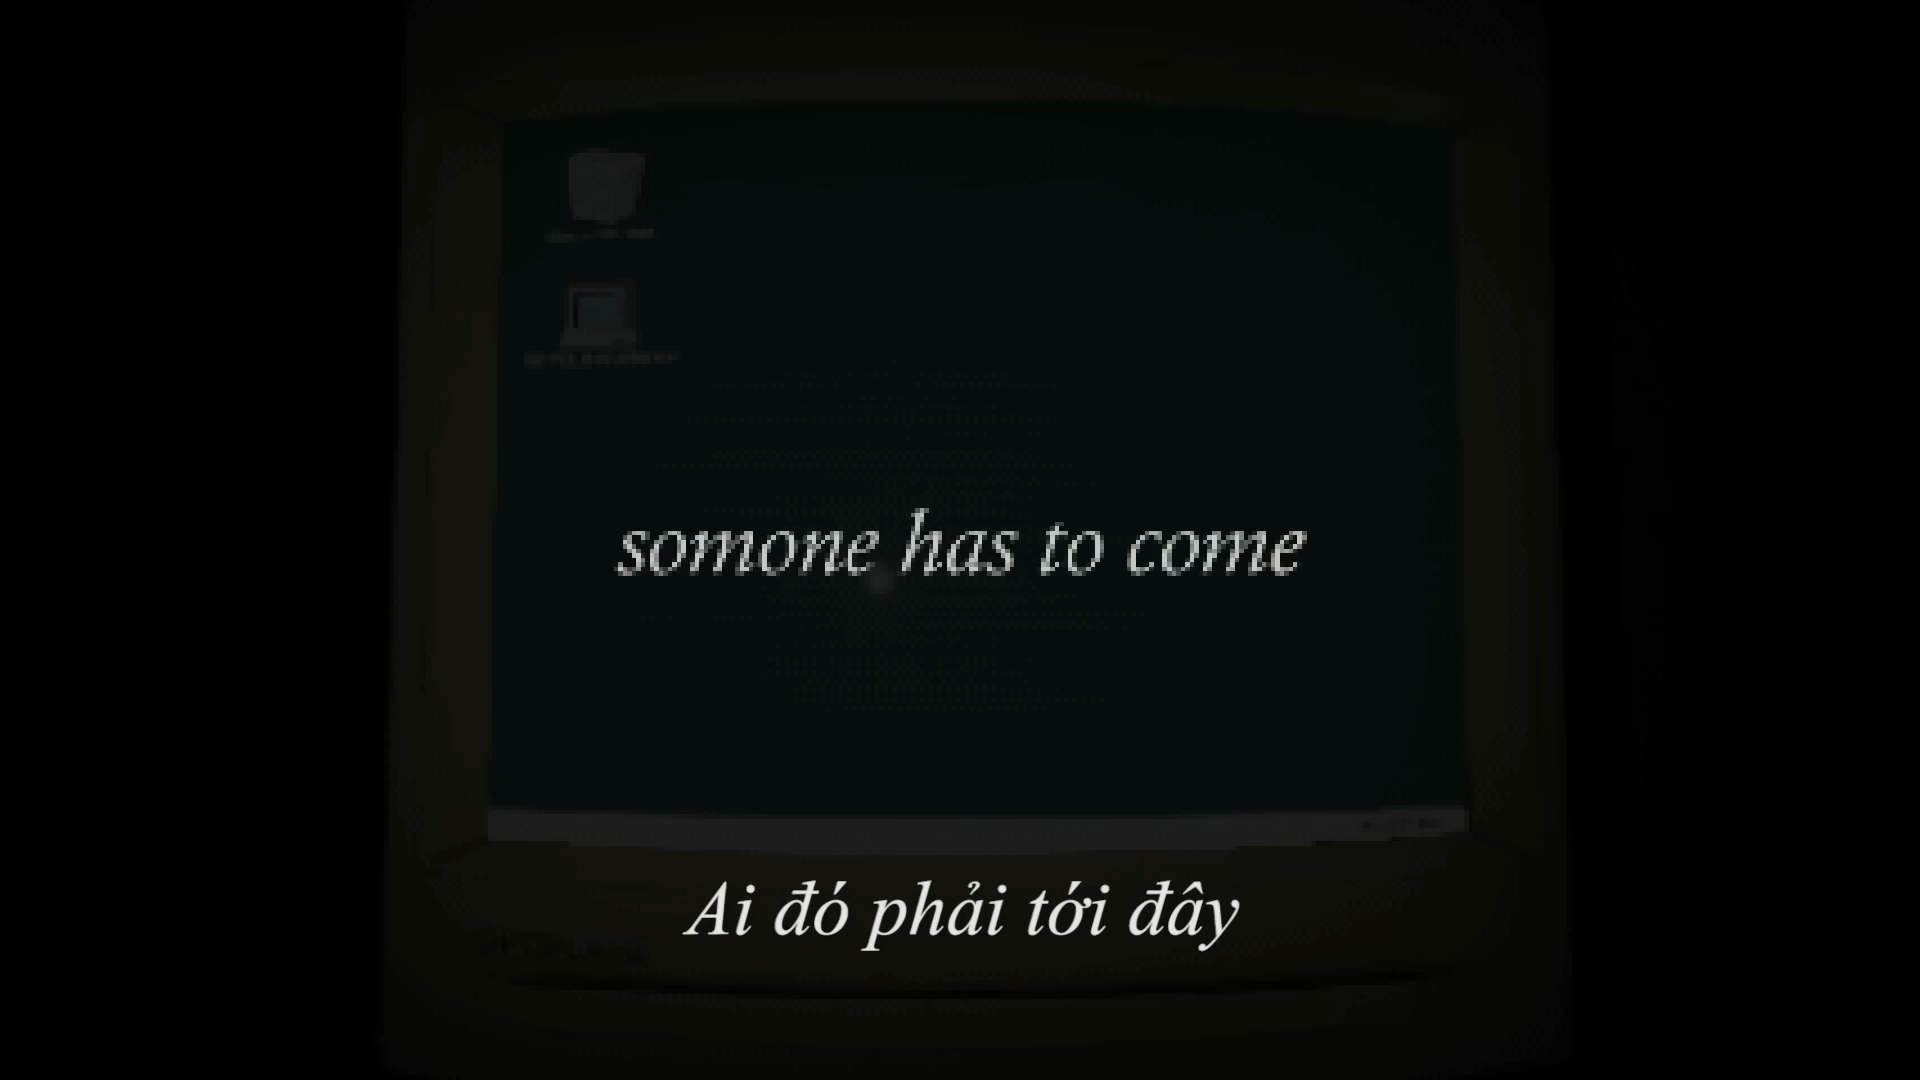 somone has to come
Ai đó phải tới đây